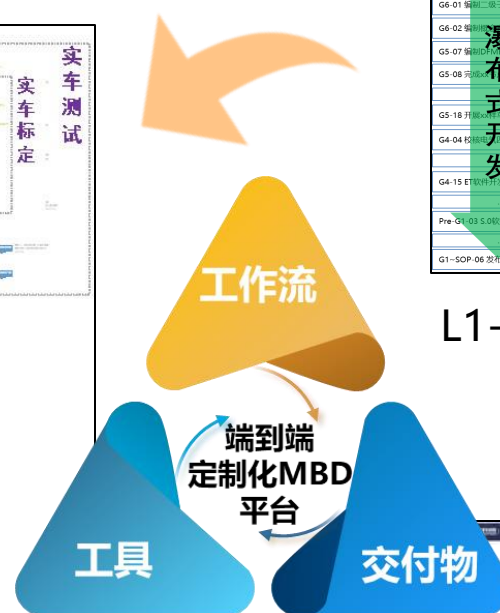 实车测试
实车标定
工作流
端到端
定制化MBD
平台
工具
交付物
G6-01 编制二级
G6-02 编制
G5-07 编制DFM
G5-08 完成
G5-18 开展
G4-04 校核电
G4-15 ET软件开
Pre-G1-03 S.0软
G1~SOP-06 发布
瀑布式开发
L1-